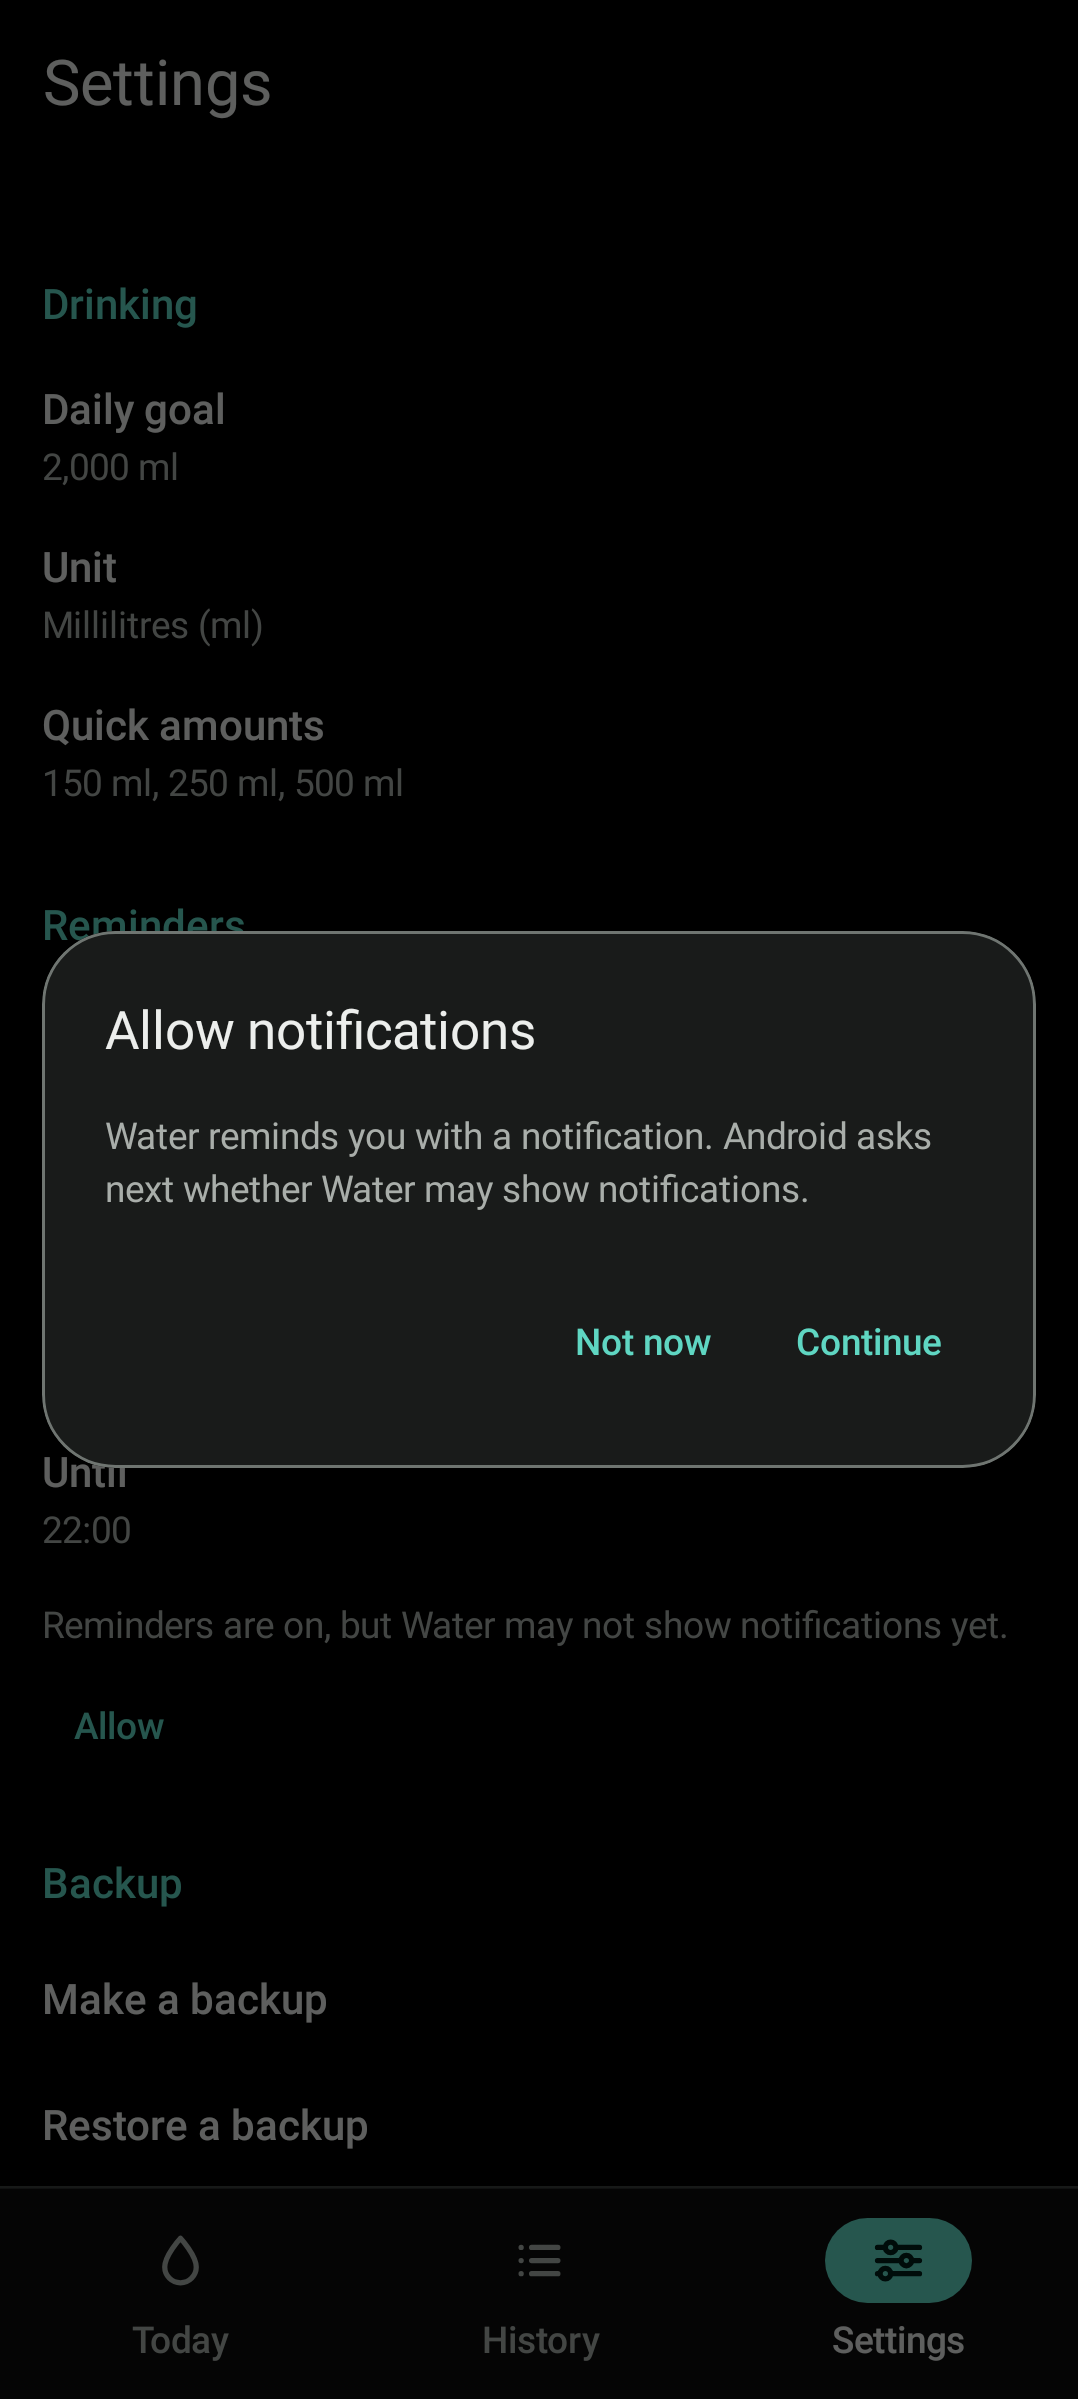 Settings
Drinking
Daily goal
2,000 ml
Unit
Millilitres (ml)
Quick amounts
150 ml, 250 ml, 500 ml
Reminders
Allow notifications
Water reminds you with a notification. Android asks
next whether Water may show notifications.
Not now
Continue
Until
22:00
Reminders are on, but Water may not show notifications yet.
Allow
Backup
Make a backup
Restore a backup
Today
History
Settings